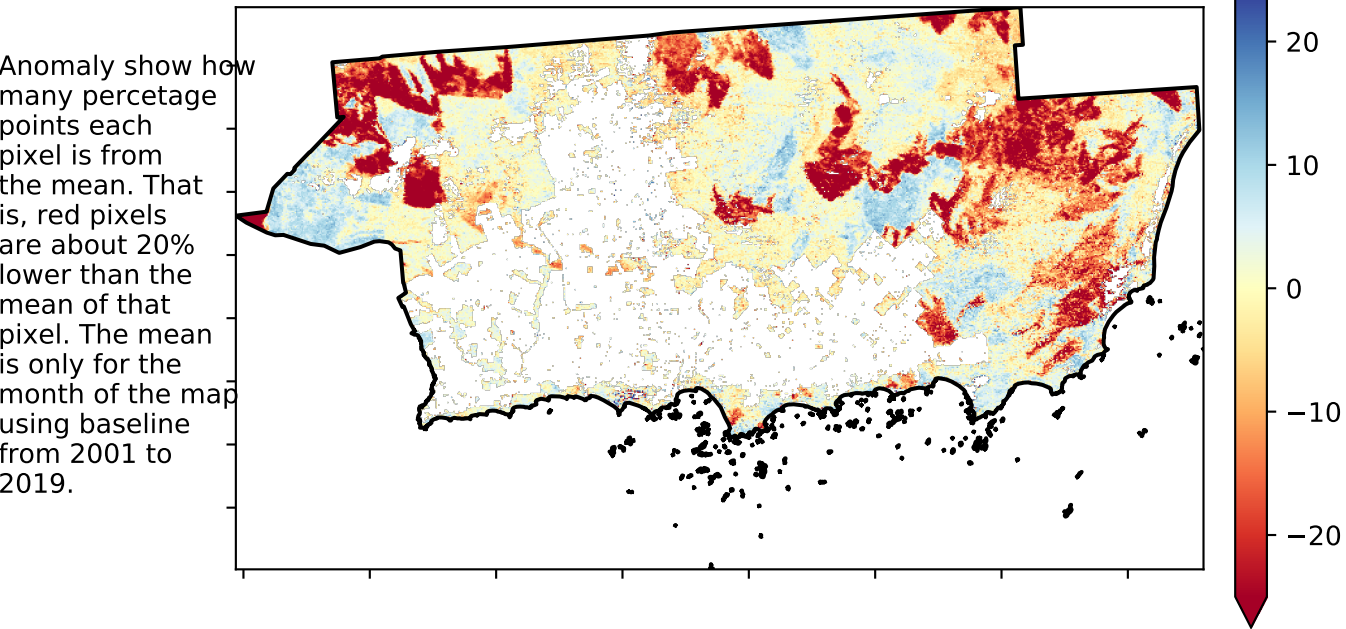 Anomaly show how
many percetage
points each
pixel is from
the mean. That
is, red pixels
are about 20%
lower than the
mean of that
pixel. The mean
is only for the
month of the map
using baseline
from 2001 to
2019.
20
10
0
−10
−20